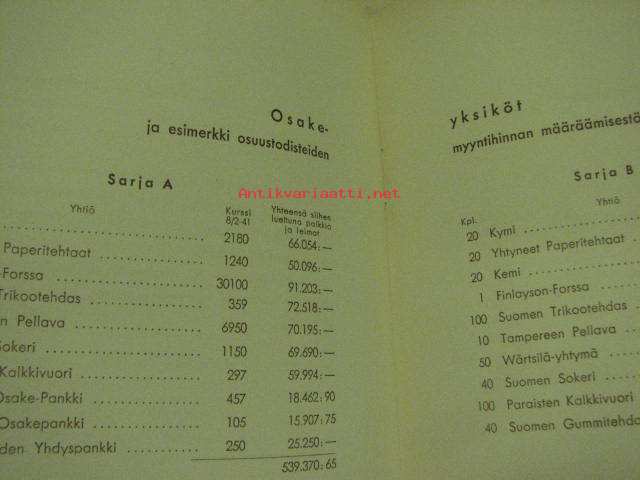 Osake-
ja esimerkki osuustodisteiden
Sarja A
Yhtiö
Kurssi 8/2-41
Yhteensä siihen luettuna palkkio ja leimat
2180 66.054:—
Paperitehtaat 1240 50.096:—
-Forssa 30100 91.203:—
Trikootehdas 359 72.518:—
n Pellava 6950 70.195:—
Sokeri 1150 69.690:—
Kalkkivuori 297 59.994:—
Osake-Pankki 457 18.462:90
Osakepankki 105 15.907:75
den Yhdyspankki 250 25.250:—
539.370:65
yksiköt
myyntihinnan määräämisestä
Sarja B
Kpl. Yhtiö
20 Kymi
20 Yhtyneet Paperitehtaat
20 Kemi
1 Finlayson-Forssa
100 Suomen Trikootehdas
10 Tampereen Pellava
50 Wärtsilä-yhtymä
40 Suomen Sokeri
100 Paraisten Kalkkivuori
40 Suomen Gummitehdas
Antikvariaatti.net